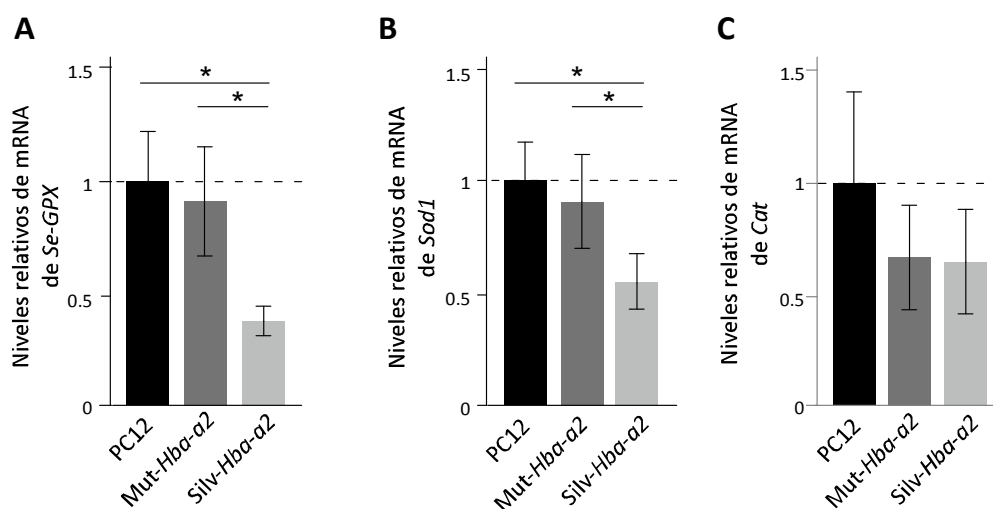 A
Niveles relativos de mRNA
de Se-GPX
1.5
1
0.5
0
*
*
PC12
Mut-Hba-a2
Silv-Hba-a2
B
Niveles relativos de mRNA
de Sod1
1.5
1
0.5
0
*
*
PC12
Mut-Hba-a2
Silv-Hba-a2
C
Niveles relativos de mRNA
de Cat
1.5
1
0.5
0
PC12
Mut-Hba-a2
Silv-Hba-a2